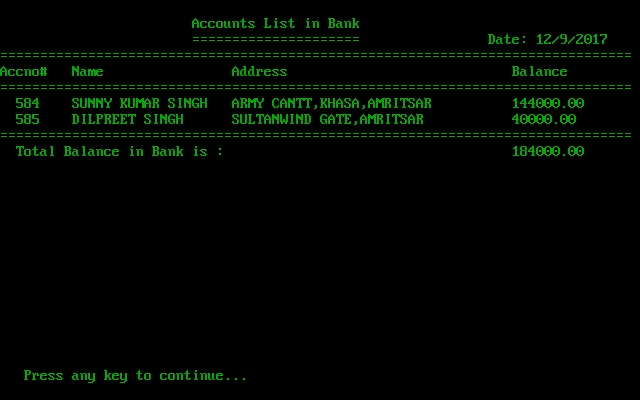 Accounts List in Bank
=====================
Date: 12/9/2017
===============================================================================
Accno# Name Address Balance
===============================================================================
584 SUNNY KUMAR SINGH ARMY CANTT,KHASA,AMRITSAR 144000.00
585 DILPREET SINGH SULTANWIND GATE,AMRITSAR 40000.00
===============================================================================
Total Balance in Bank is : 184000.00
Press any key to continue...